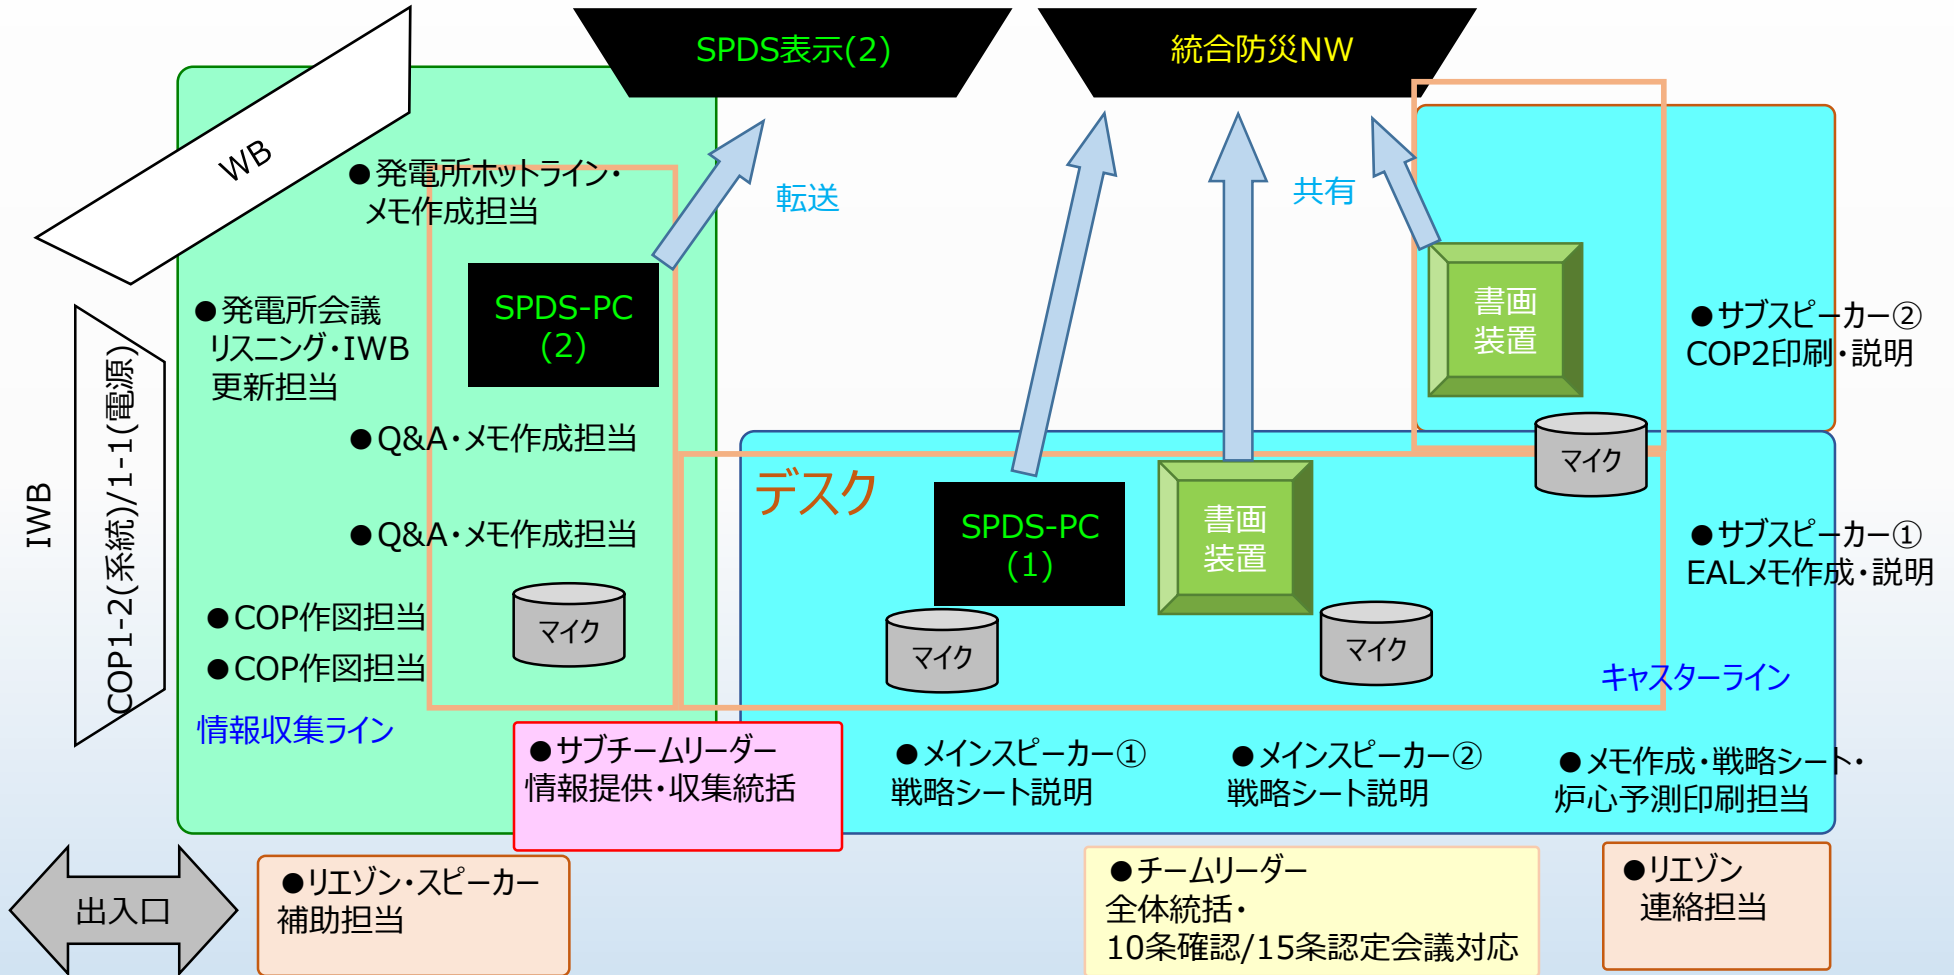 SPDS表示(2)
統合防災NW
WB
●発電所ホットライン・
メモ作成担当
転送
共有
SPDS-PC
(2)
●発電所会議
リスニング・IWB
更新担当
書画
装置
●サブスピーカー②
COP2印刷・説明
IWB
COP1-2(系統)/1-1(電源)
●Q&A・メモ作成担当
マイク
デスク
●Q&A・メモ作成担当
SPDS-PC
(1)
書画
装置
●サブスピーカー①
EALメモ作成・説明
●COP作図担当
●COP作図担当
マイク
マイク
マイク
キャスターライン
情報収集ライン
●サブチームリーダー
情報提供・収集統括
●メインスピーカー①
戦略シート説明
●メインスピーカー②
戦略シート説明
●メモ作成・戦略シート・
炉心予測印刷担当
出入口
●リエゾン・スピーカー
補助担当
●チームリーダー
全体統括・
10条確認/15条認定会議対応
●リエゾン
連絡担当